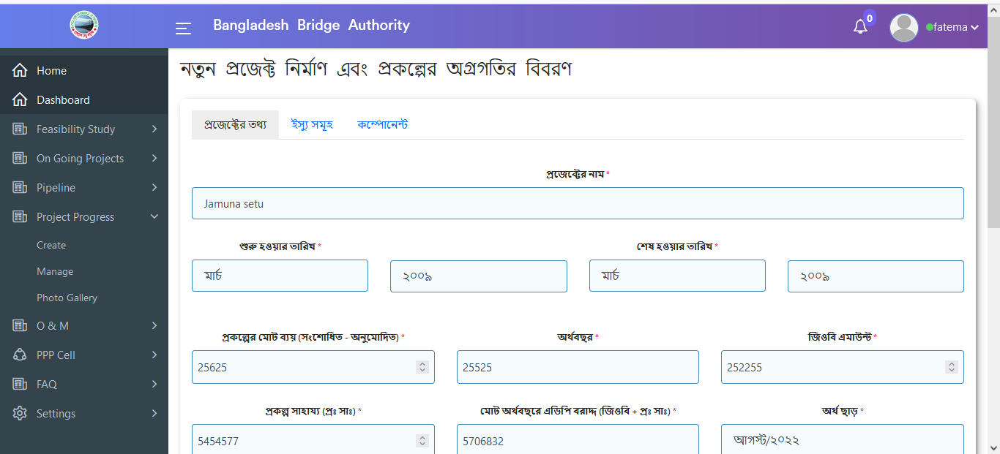 Bangladesh Bridge Authority
0
fatema
Home
Dashboard
Feasibility Study
On Going Projects
Pipeline
Project Progress
Create
Manage
Photo Gallery
O & M
PPP Cell
FAQ
Settings
নতুন প্রজেক্ট নির্মাণ এবং প্রকল্পের অগ্রগতির বিবরণ
প্রজেক্টের তথ্য ইস্যু সমূহ কম্পোনেন্ট
প্রজেক্টের নাম *
Jamuna setu
শুরু হওয়ার তারিখ * শেষ হওয়ার তারিখ *
মার্চ ২০০৯ মার্চ ২০০৯
প্রকল্পের মোট ব্যয় (সংশোধিত - অনুমোদিত) * অর্থবছর * জিওবি এমাউন্ট *
25625 25525 252255
প্রকল্প সাহায্য (প্রঃ সাঃ) * মোট অর্থবছরে এডিপি বরাদ্দ (জিওবি + প্রঃ সাঃ) * অর্থ ছাড় *
5454577 5706832 আগস্ট/২০২২